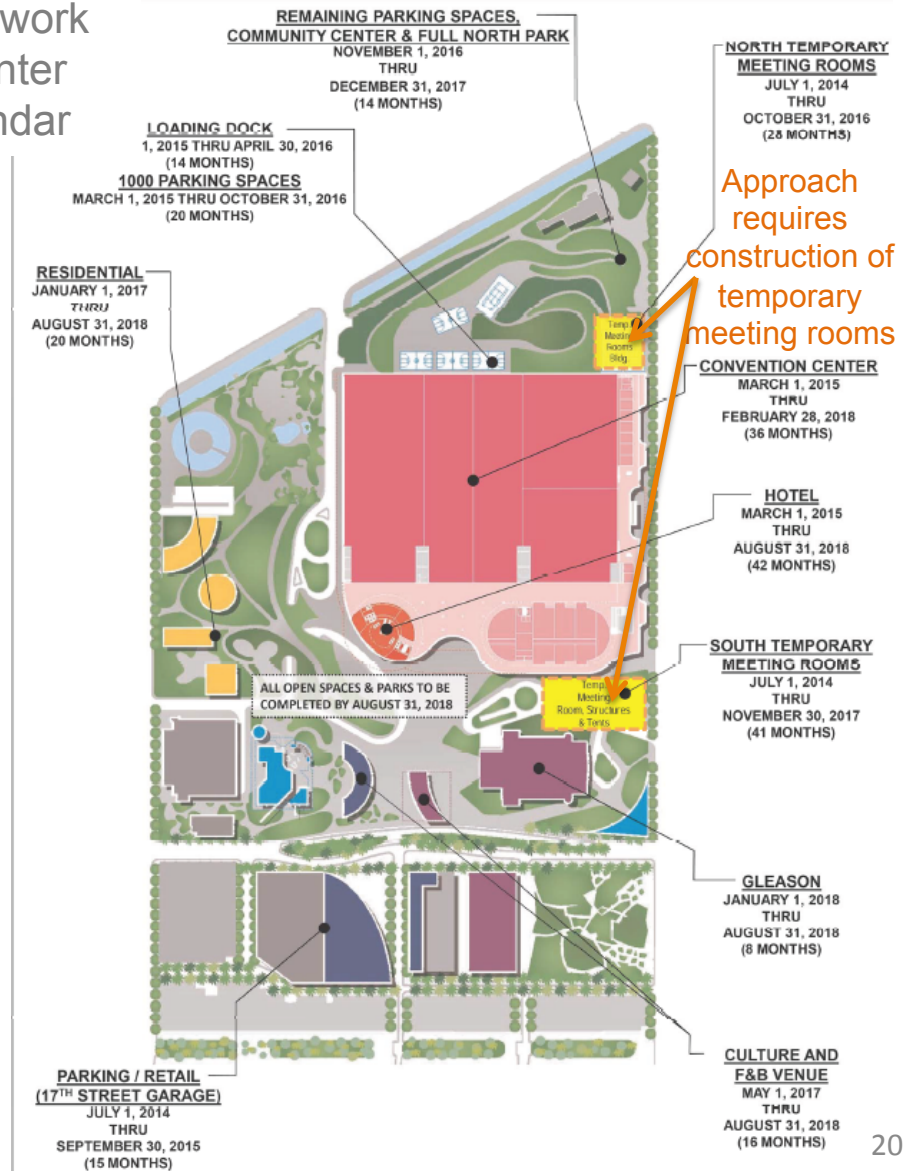 work
nter
ndar
REMAINING PARKING SPACES,
COMMUNITY CENTER & FULL NORTH PARK
NOVEMBER 1, 2016
THRU
DECEMBER 31, 2017
(14 MONTHS)
NORTH TEMPORARY
MEETING ROOMS
JULY 1, 2014
THRU
OCTOBER 31, 2016
(28 MONTHS)
LOADING DOCK
1, 2015 THRU APRIL 30, 2016
(14 MONTHS)
1000 PARKING SPACES
MARCH 1, 2015 THRU OCTOBER 31, 2016
(20 MONTHS)
Approach
requires
construction of
temporary
meeting rooms
RESIDENTIAL
JANUARY 1, 2017
THRU
AUGUST 31, 2018
(20 MONTHS)
Temp.
Meeting
Rooms
Bldg.
CONVENTION CENTER
MARCH 1, 2015
THRU
FEBRUARY 28, 2018
(36 MONTHS)
HOTEL
MARCH 1, 2015
THRU
AUGUST 31, 2018
(42 MONTHS)
SOUTH TEMPORARY
MEETING ROOMS
JULY 1, 2014
THRU
NOVEMBER 30, 2017
(41 MONTHS)
ALL OPEN SPACES & PARKS TO BE
COMPLETED BY AUGUST 31, 2018
Temp.
Meeting
Room, Structures
& Tents
GLEASON
JANUARY 1, 2018
THRU
AUGUST 31, 2018
(8 MONTHS)
PARKING / RETAIL
(17TH STREET GARAGE)
JULY 1, 2014
THRU
SEPTEMBER 30, 2015
(15 MONTHS)
CULTURE AND
F&B VENUE
MAY 1, 2017
THRU
AUGUST 31, 2018
(16 MONTHS)
20